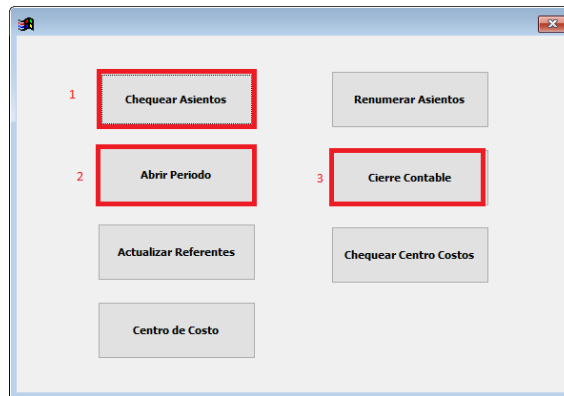 1
Chequear Asientos
Renumerar Asientos
2
Abrir Periodo
3
Cierre Contable
Actualizar Referentes
Chequear Centro Costos
Centro de Costo